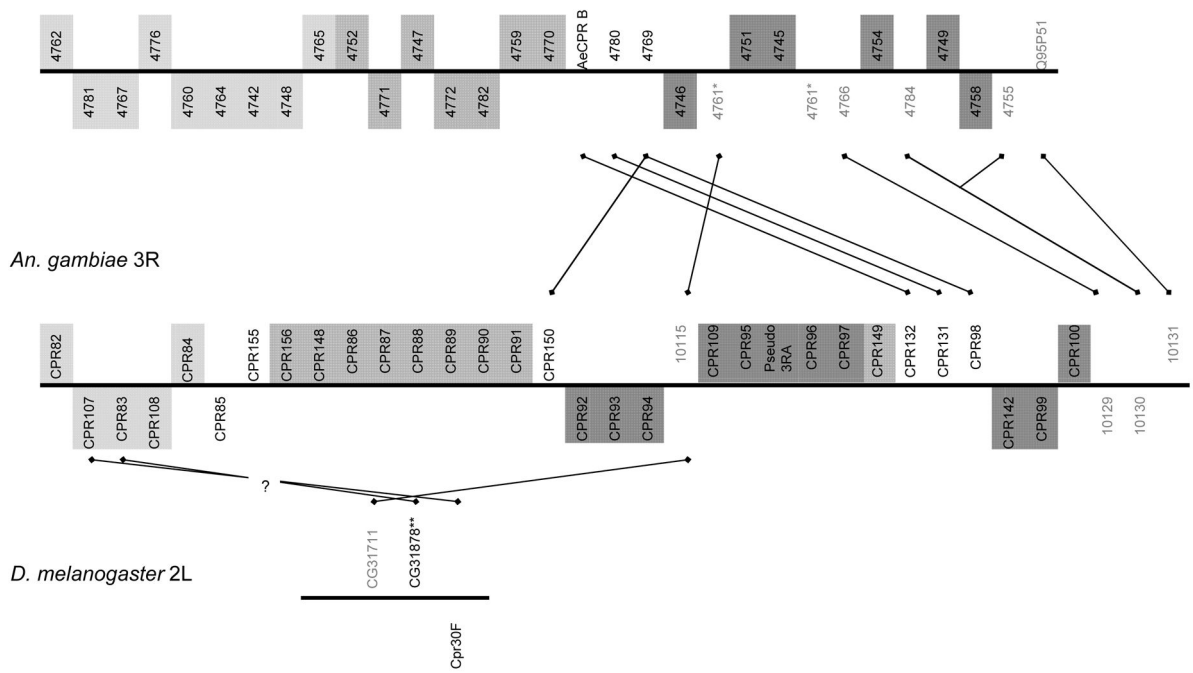 4762 4776 4765 4752 4747 4759 4770 AeCPR B 4780 4769 4751 4745 4754 4749 Q95P51
4781 4767 4760 4764 4742 4748 4771 4772 4782 4746 4761* 4761* 4766 4784 4758 4755
An. gambiae 3R
CPR82 CPR84 CPR155 CPR156 CPR148 CPR86 CPR87 CPR88 CPR89 CPR90 CPR91 CPR150 10115 CPR109 CPR95 Pseudo 3RA CPR96 CPR97 CPR149 CPR132 CPR131 CPR98 CPR100 10131
CPR107 CPR83 CPR108 CPR85 CPR92 CPR93 CPR94 CPR142 CPR99 10129 10130
?
CG31711 CG31878**
D. melanogaster 2L
Cpr30F